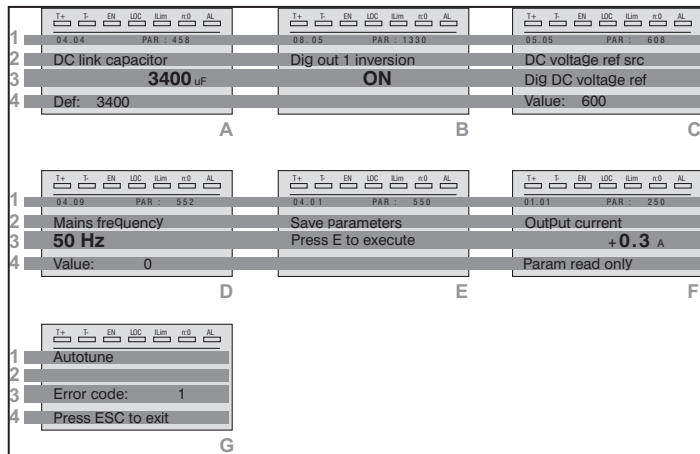 T+ T- EN LOC ILim n:0 AL
1 04.04 PAR : 458
2 DC link capacitor
3 3400 uF
4 Def: 3400
A
T+ T- EN LOC ILim n:0 AL
08.05 PAR : 1330
Dig out 1 inversion
ON
B
T+ T- EN LOC ILim n:0 AL
05.05 PAR : 608
DC voltage ref src
Dig DC voltage ref
Value: 600
C
T+ T- EN LOC ILim n:0 AL
1 04.09 PAR : 552
2 Mains frequency
3 50 Hz
4 Value: 0
D
T+ T- EN LOC ILim n:0 AL
04.01 PAR : 550
Save parameters
Press E to execute
E
T+ T- EN LOC ILim n:0 AL
01.01 PAR : 250
Output current
+0.3 A
Param read only
F
T+ T- EN LOC ILim n:0 AL
1 Autotune
2
3 Error code: 1
4 Press ESC to exit
G